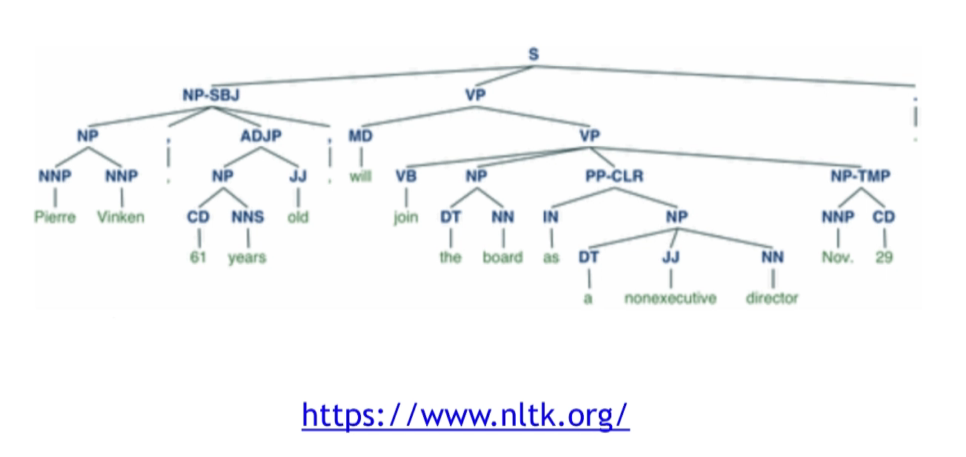 S
NP-SBJ VP .
NP , ADJP , MD VP .
NNP NNP , NP JJ , will VB NP PP-CLR NP-TMP
Pierre Vinken CD NNS old join DT NN IN NP NNP CD
61 years the board as DT JJ NN Nov. 29
a nonexecutive director
https://www.nltk.org/